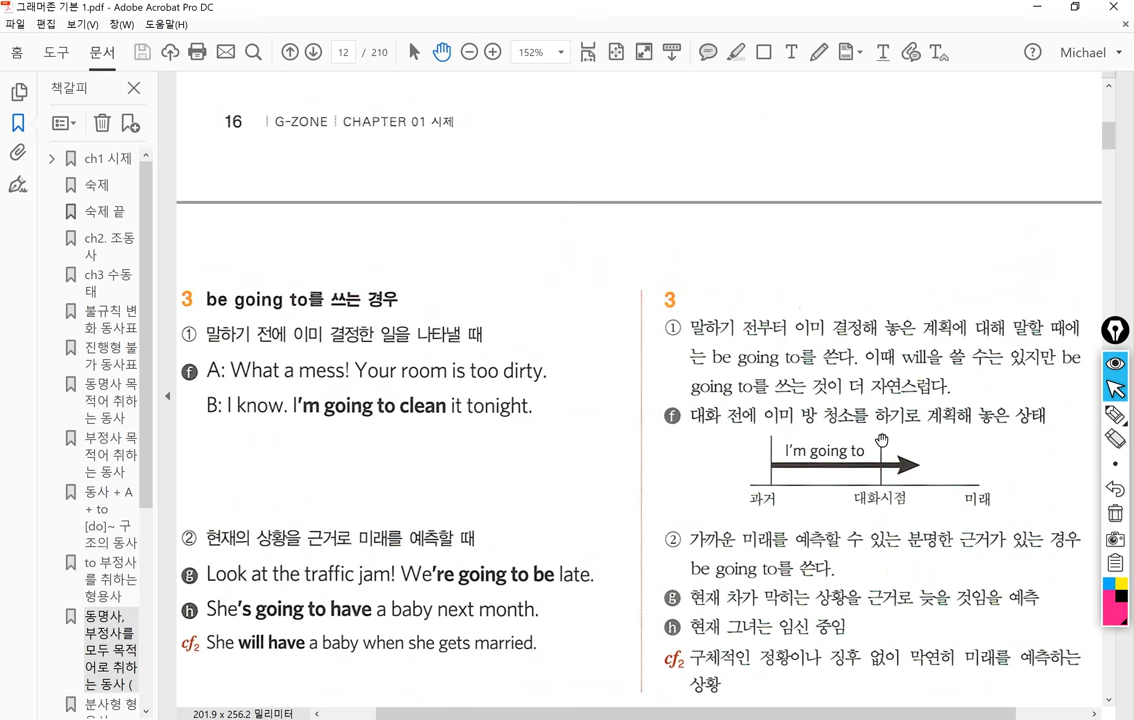 그래머존 기본 1.pdf - Adobe Acrobat Pro DC
파일 편집 보기(V) 창(W) 도움말(H)
홈 도구 문서 12 / 210 152% Michael
책갈피
ch1 시제
숙제
숙제 끝
ch2. 조동
사
ch3 수동
태
불규칙 변
화 동사표
진행형 불
가 동사표
동명사 목
적어 취하
는 동사
부정사 목
적어 취하
는 동사
동사 + A
+ to
[do]~ 구
조의 동사
to 부정사
를 취하는
형용사
동명사,
부정사를
모두 목적
어로 취하
는 동사 (
분사형 형
16 | G-ZONE | CHAPTER 01 시제
3 be going to를 쓰는 경우
① 말하기 전에 이미 결정한 일을 나타낼 때
f A: What a mess! Your room is too dirty.
B: I know. I'm going to clean it tonight.
② 현재의 상황을 근거로 미래를 예측할 때
g Look at the traffic jam! We're going to be late.
h She's going to have a baby next month.
cf2 She will have a baby when she gets married.
3
① 말하기 전부터 이미 결정해 놓은 계획에 대해 말할 때에
는 be going to를 쓴다. 이때 will을 쓸 수는 있지만 be
going to를 쓰는 것이 더 자연스럽다.
f 대화 전에 이미 방 청소를 하기로 계획해 놓은 상태
I'm going to
과거 대화시점 미래
② 가까운 미래를 예측할 수 있는 분명한 근거가 있는 경우
be going to를 쓴다.
g 현재 차가 막히는 상황을 근거로 늦을 것임을 예측
h 현재 그녀는 임신 중임
cf2 구체적인 정황이나 징후 없이 막연히 미래를 예측하는
상황
201.9 x 256.2 밀리미터